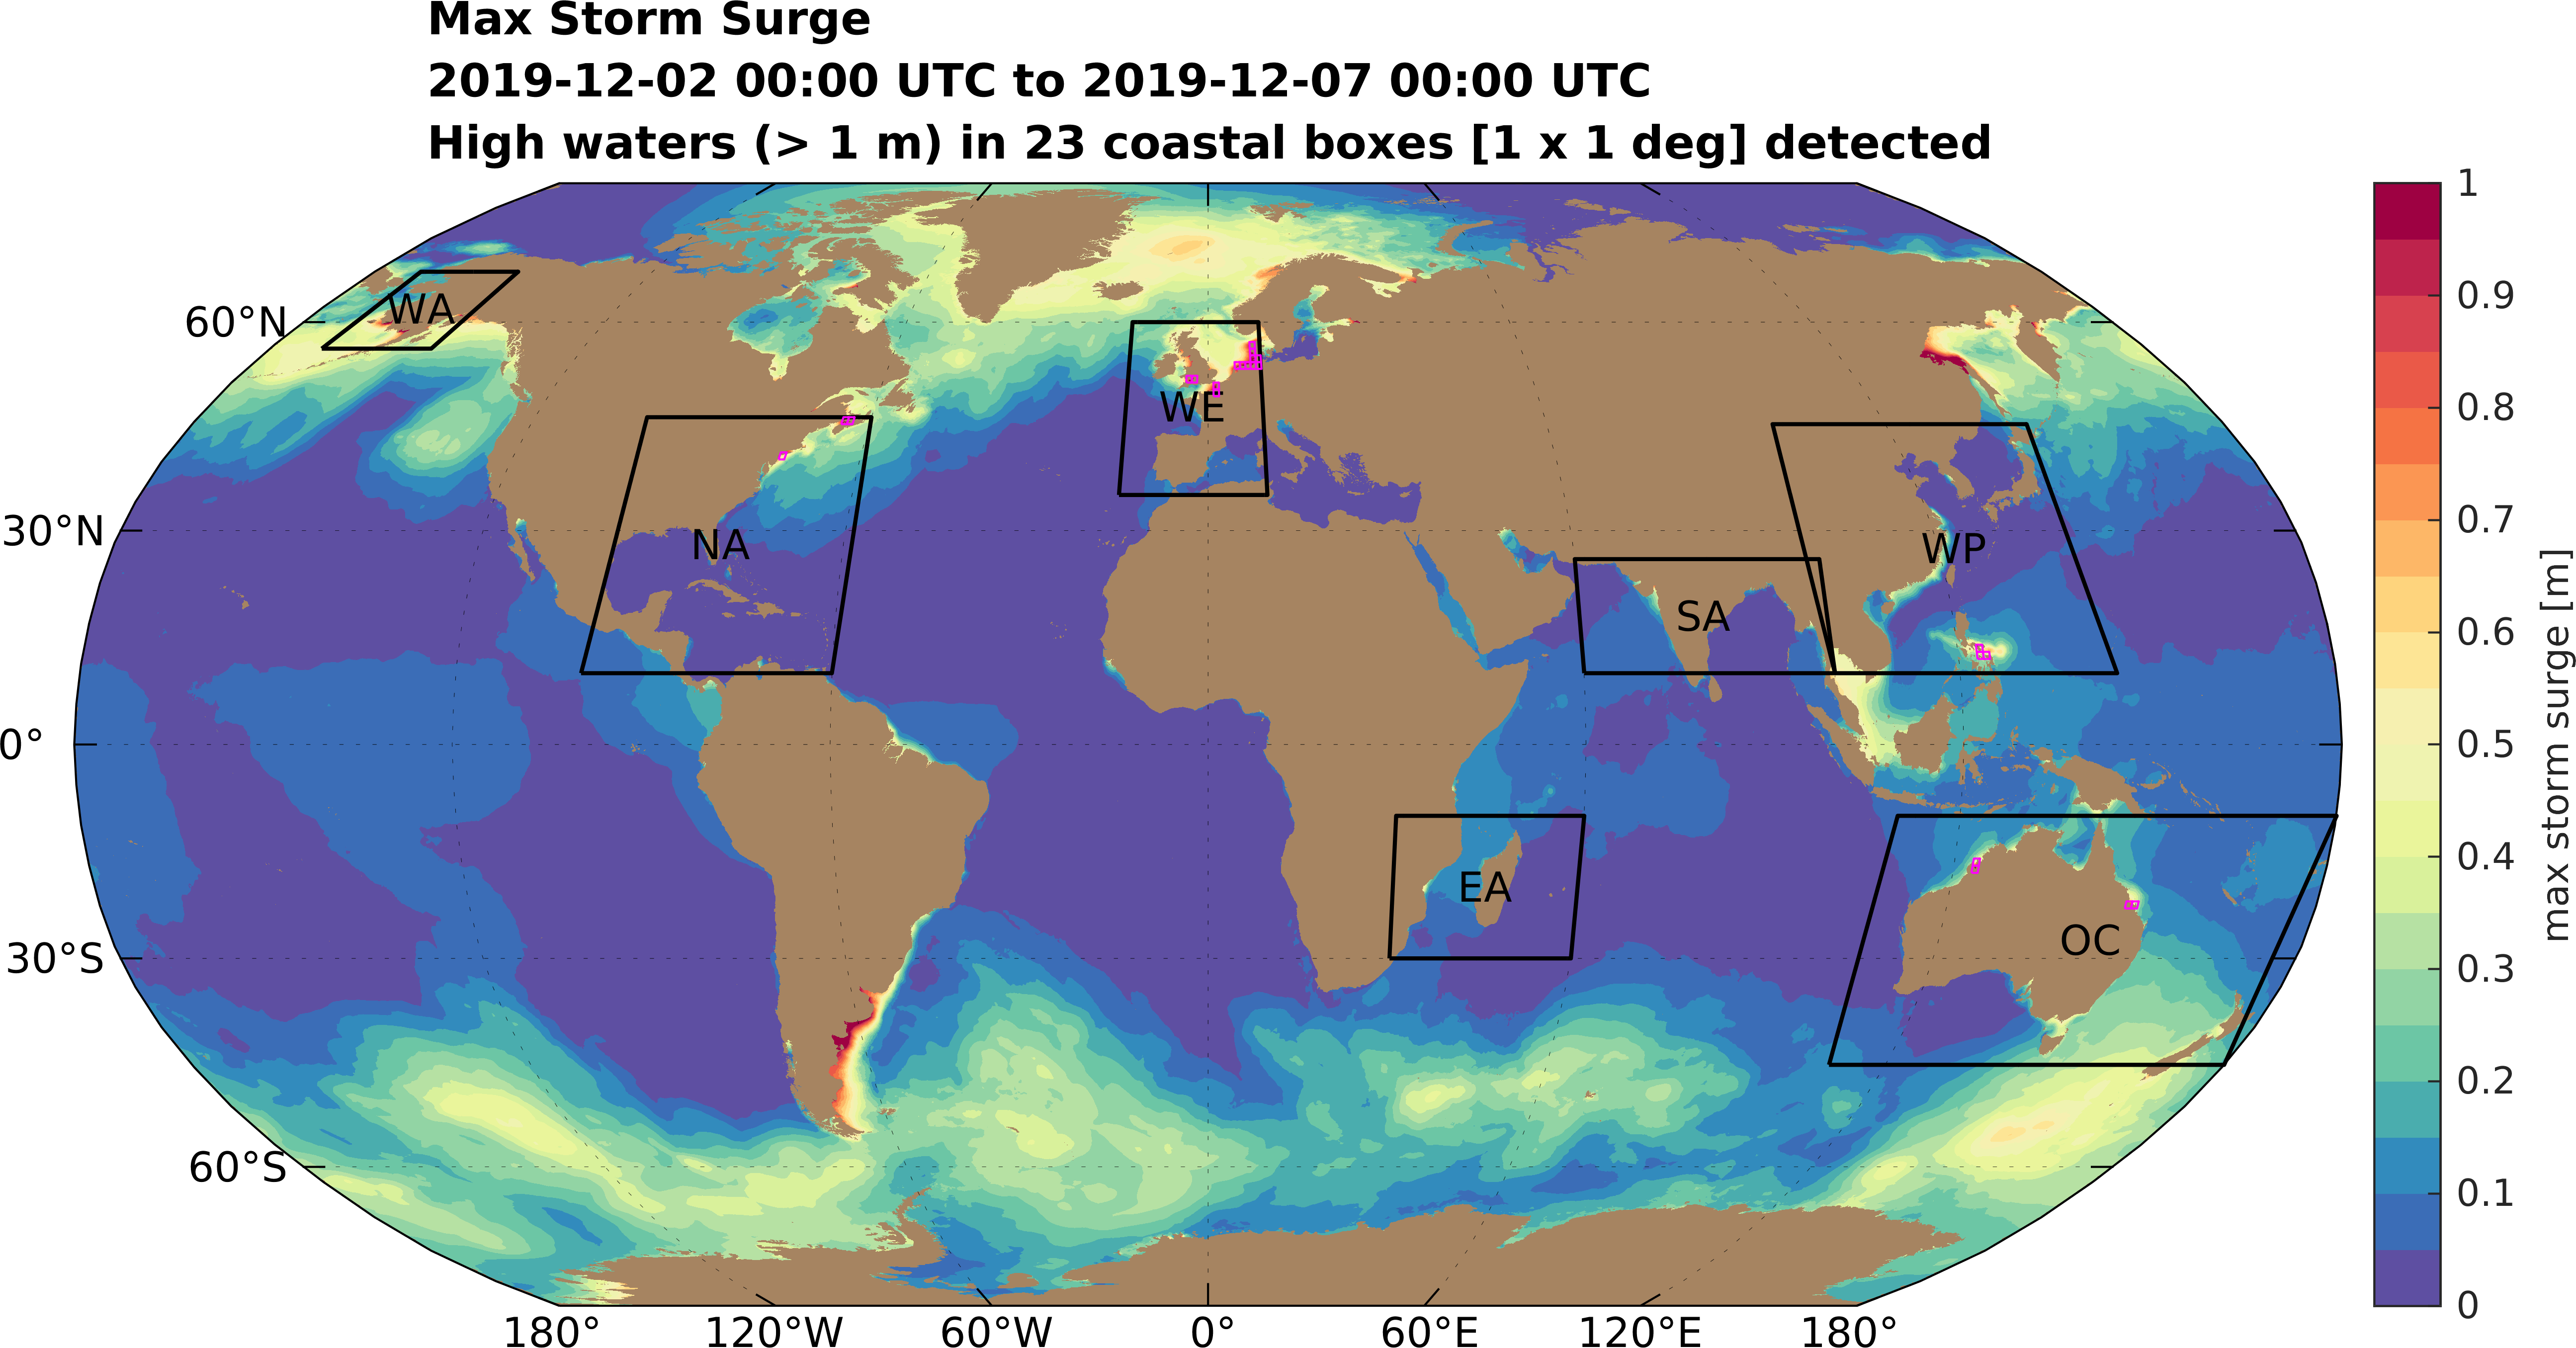 Max Storm Surge
2019-12-02 00:00 UTC to 2019-12-07 00:00 UTC
High waters (> 1 m) in 23 coastal boxes [1 x 1 deg] detected
60°N
30°N
0°
30°S
60°S
WA
NA
WE
SA
WP
EA
OC
180°
120°W
60°W
0°
60°E
120°E
180°
1
0.9
0.8
0.7
0.6
0.5
0.4
0.3
0.2
0.1
0
max storm surge [m]